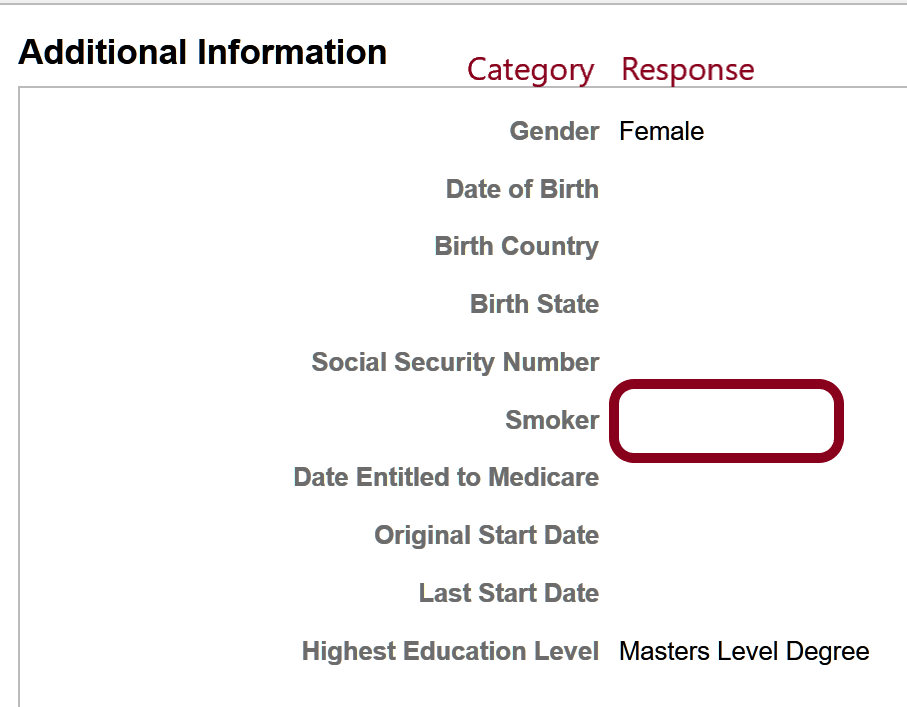 Additional Information
Category Response
Gender Female
Date of Birth
Birth Country
Birth State
Social Security Number
Smoker
Date Entitled to Medicare
Original Start Date
Last Start Date
Highest Education Level Masters Level Degree